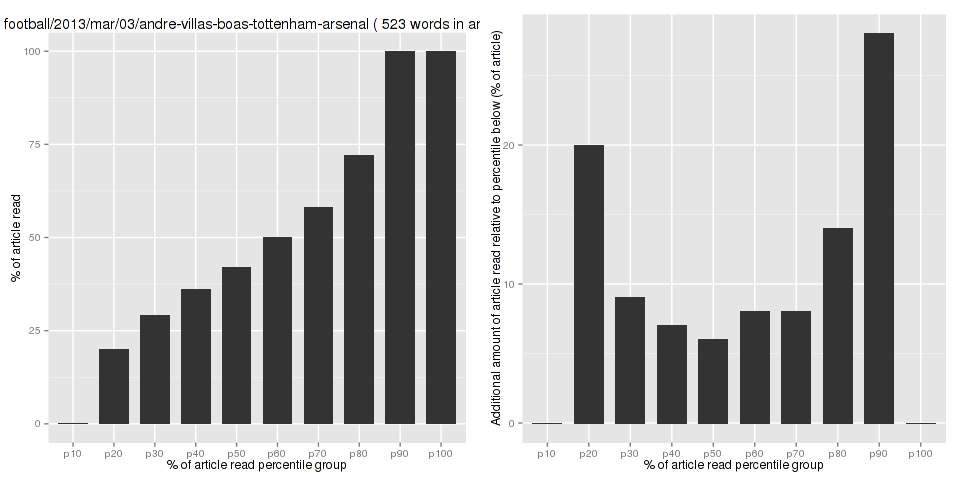 football/2013/mar/03/andre-villas-boas-tottenham-arsenal ( 523 words in ar
% of article read
100
75
50
25
0
p10 p20 p30 p40 p50 p60 p70 p80 p90 p100
% of article read percentile group
Additional amount of article read relative to percentile below (% of article)
20
10
0
p10 p20 p30 p40 p50 p60 p70 p80 p90 p100
% of article read percentile group